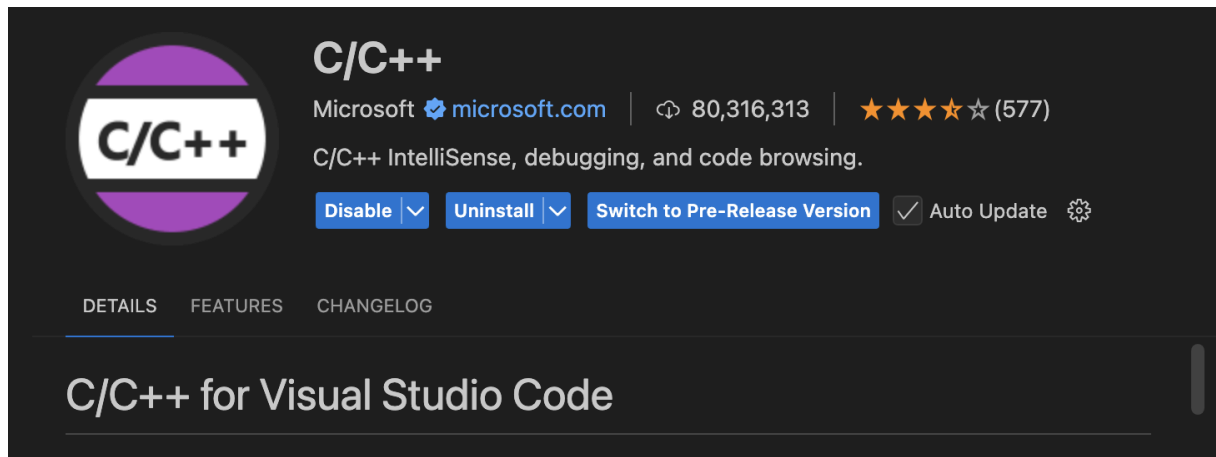 C/C++
C/C++
Microsoft microsoft.com 80,316,313 (577)
C/C++ IntelliSense, debugging, and code browsing.
Disable Uninstall Switch to Pre-Release Version Auto Update
DETAILS FEATURES CHANGELOG
C/C++ for Visual Studio Code